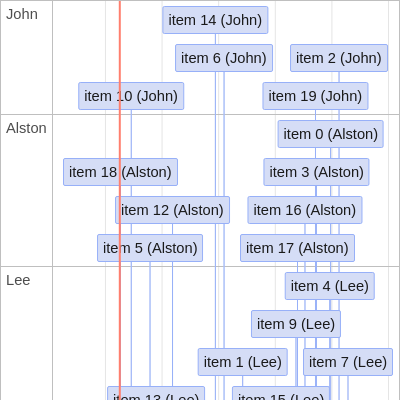 John
item 14 (John)
item 6 (John)
item 2 (John)
item 10 (John)
item 19 (John)
Alston
item 0 (Alston)
item 18 (Alston)
item 3 (Alston)
item 12 (Alston)
item 16 (Alston)
item 5 (Alston)
item 17 (Alston)
Lee
item 4 (Lee)
item 9 (Lee)
item 1 (Lee)
item 7 (Lee)
item 13 (Lee)
item 15 (Lee)